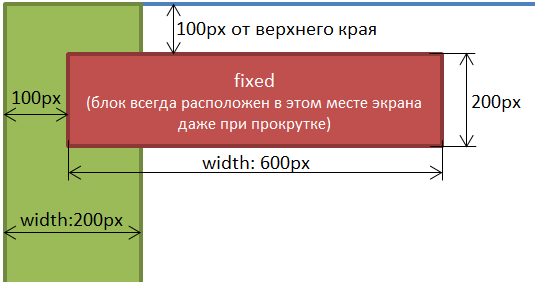 100px от верхнего края
fixed
(блок всегда расположен в этом месте экрана
даже при прокрутке)
100px
200px
width: 600px
width:200px